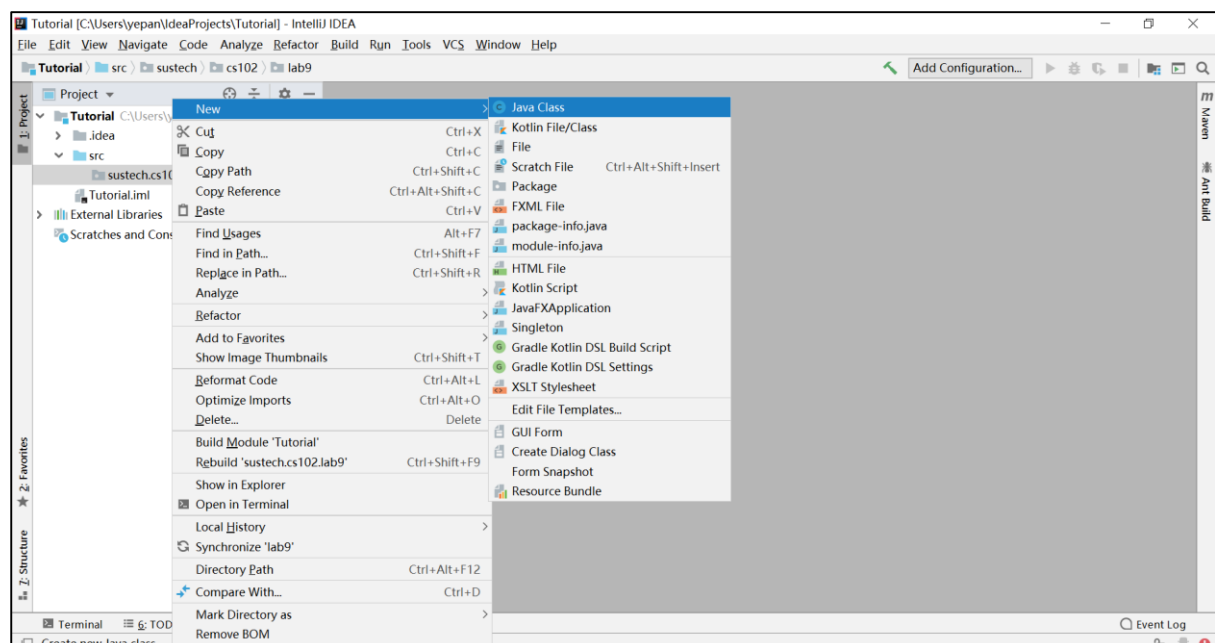 Tutorial [C:\Users\yepan\IdeaProjects\Tutorial] - IntelliJ IDEA
File Edit View Navigate Code Analyze Refactor Build Run Tools VCS Window Help
Tutorial src sustech cs102 lab9 Add Configuration...
Project
1: Project
Tutorial C:\Users\y
.idea
src
sustech.cs10
Tutorial.iml
External Libraries
Scratches and Cons
2: Favorites
7: Structure
New
Cut Ctrl+X
Copy Ctrl+C
Copy Path Ctrl+Shift+C
Copy Reference Ctrl+Alt+Shift+C
Paste Ctrl+V
Find Usages Alt+F7
Find in Path... Ctrl+Shift+F
Replace in Path... Ctrl+Shift+R
Analyze
Refactor
Add to Favorites
Show Image Thumbnails Ctrl+Shift+T
Reformat Code Ctrl+Alt+L
Optimize Imports Ctrl+Alt+O
Delete... Delete
Build Module 'Tutorial'
Rebuild 'sustech.cs102.lab9' Ctrl+Shift+F9
Show in Explorer
Open in Terminal
Local History
Synchronize 'lab9'
Directory Path Ctrl+Alt+F12
Compare With... Ctrl+D
Mark Directory as
Remove BOM
Java Class
Kotlin File/Class
File
Scratch File Ctrl+Alt+Shift+Insert
Package
FXML File
package-info.java
module-info.java
HTML File
Kotlin Script
JavaFXApplication
Singleton
Gradle Kotlin DSL Build Script
Gradle Kotlin DSL Settings
XSLT Stylesheet
Edit File Templates...
GUI Form
Create Dialog Class
Form Snapshot
Resource Bundle
Maven
Ant Build
Terminal 6: TOD Event Log
Create new Java class